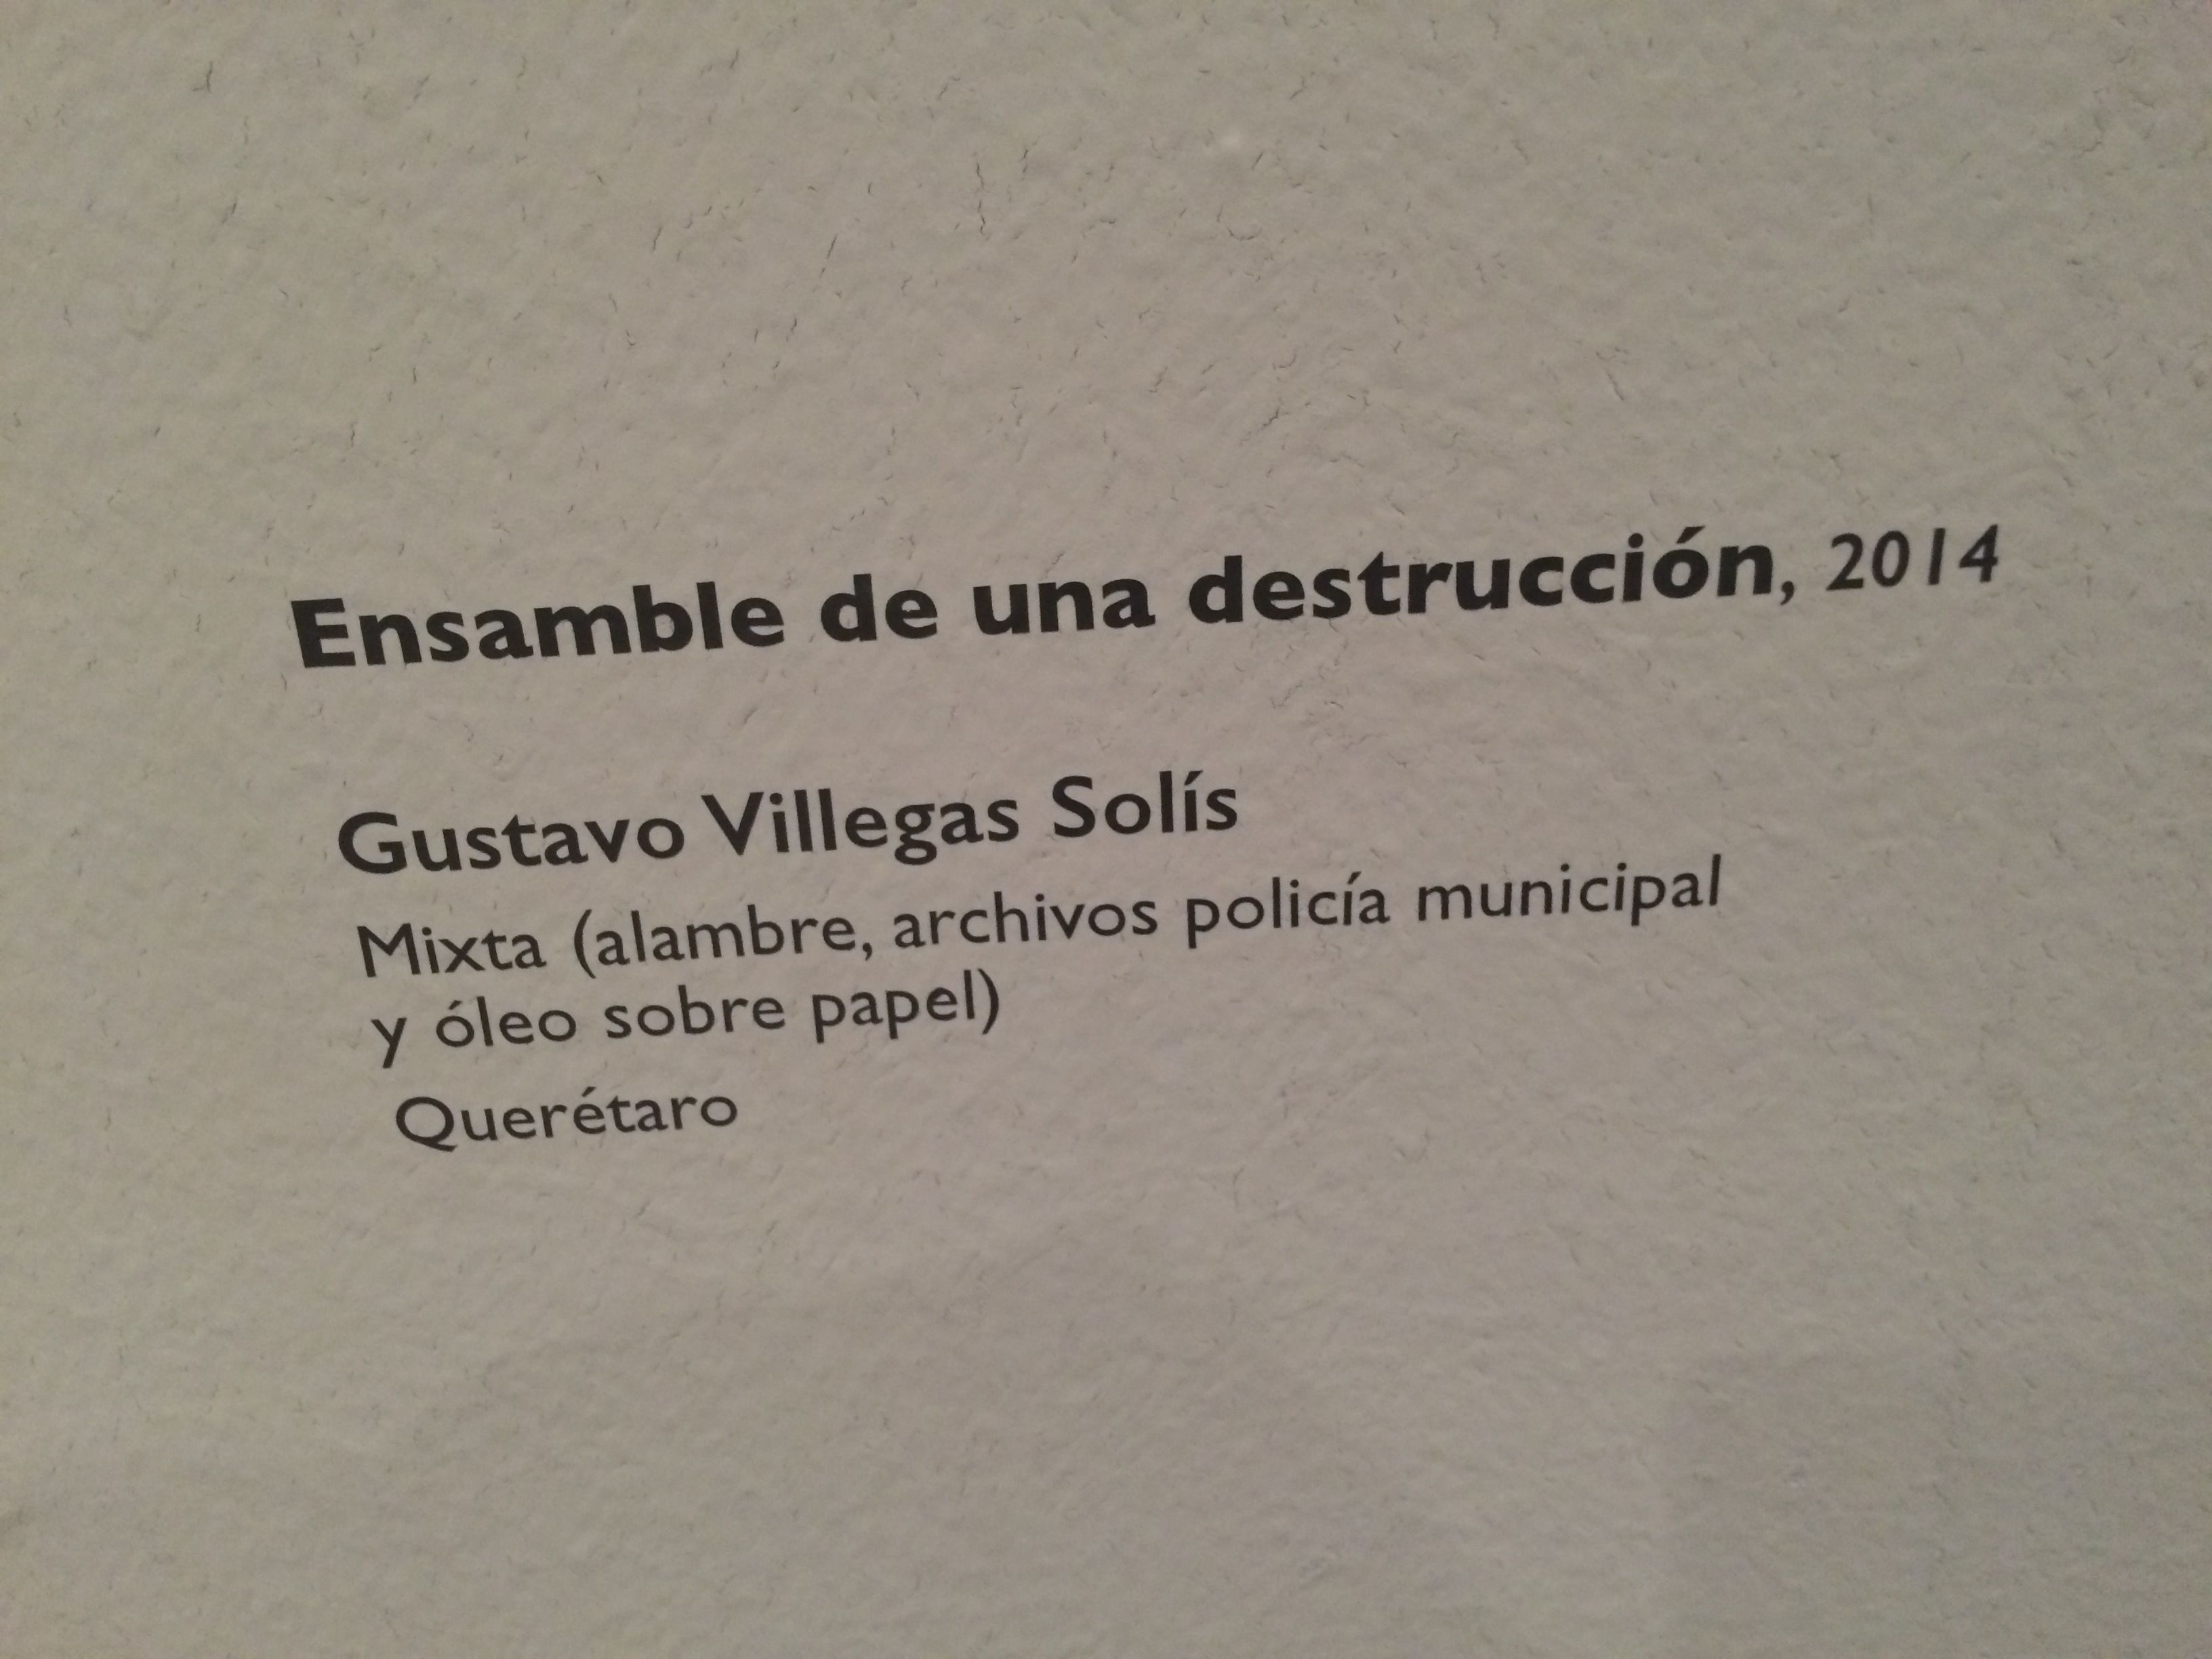 Ensamble de una destrucción, 2014
Gustavo Villegas Solís
Mixta (alambre, archivos policía municipal
y óleo sobre papel)
Querétaro